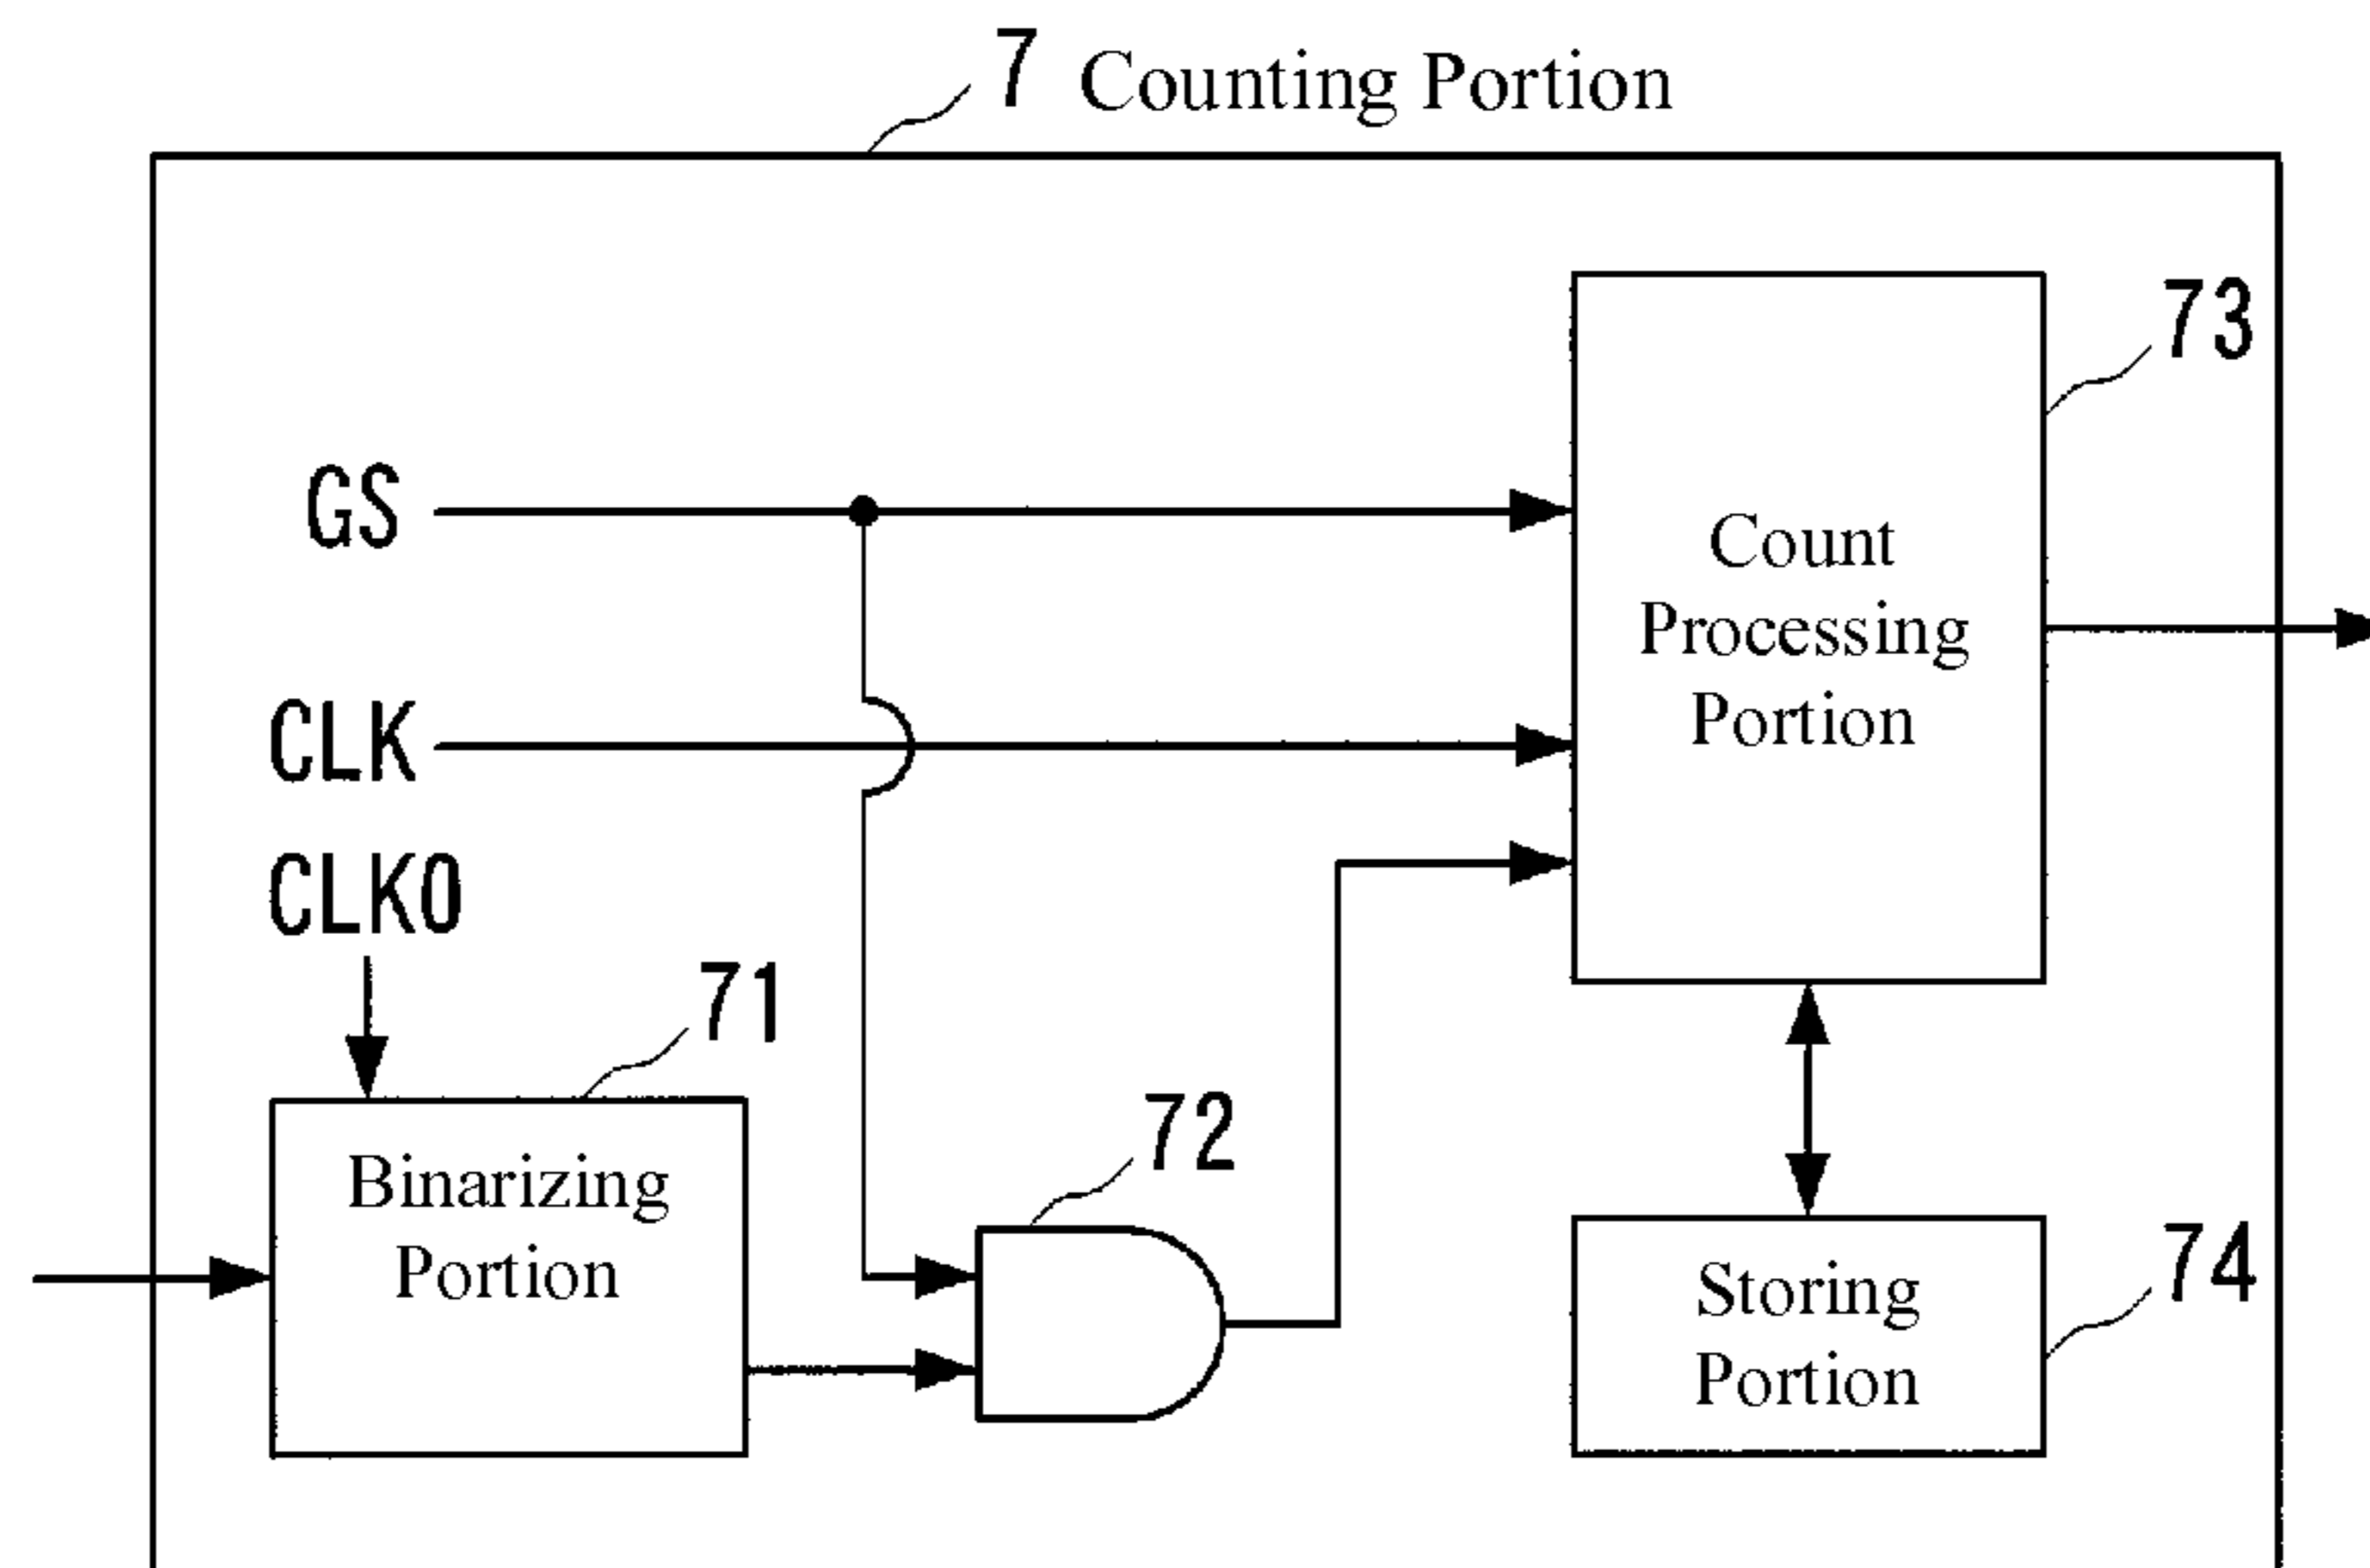 7 Counting Portion
73
GS
Count
Processing
Portion
CLK
CLK0
71
72
Binarizing
Portion
74
Storing
Portion